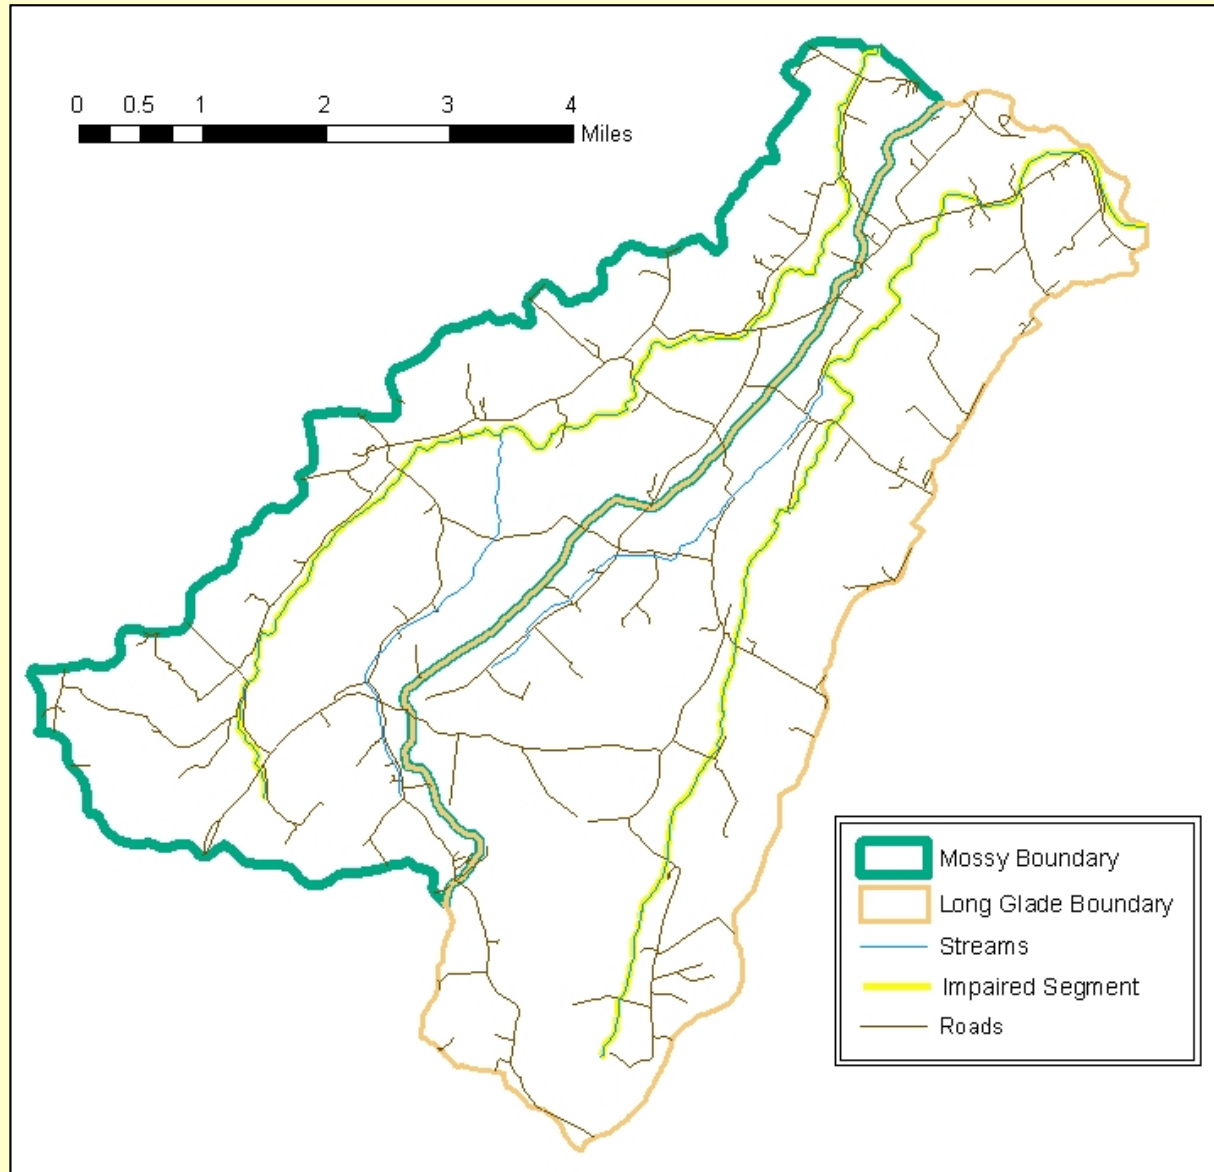 0 0.5 1 2 3 4
Miles
Mossy Boundary
Long Glade Boundary
Streams
Impaired Segment
Roads